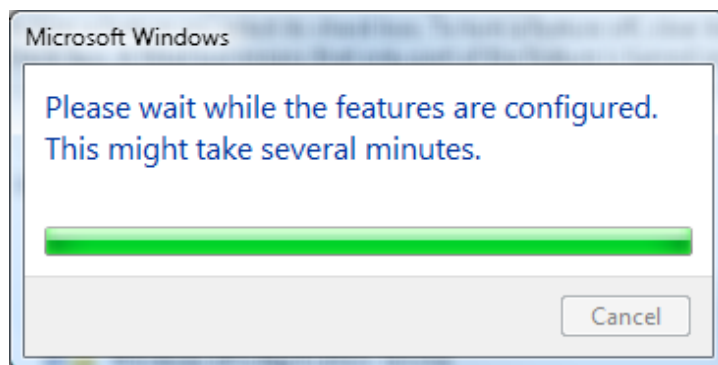 Microsoft Windows
Please wait while the features are configured.
This might take several minutes.
Cancel